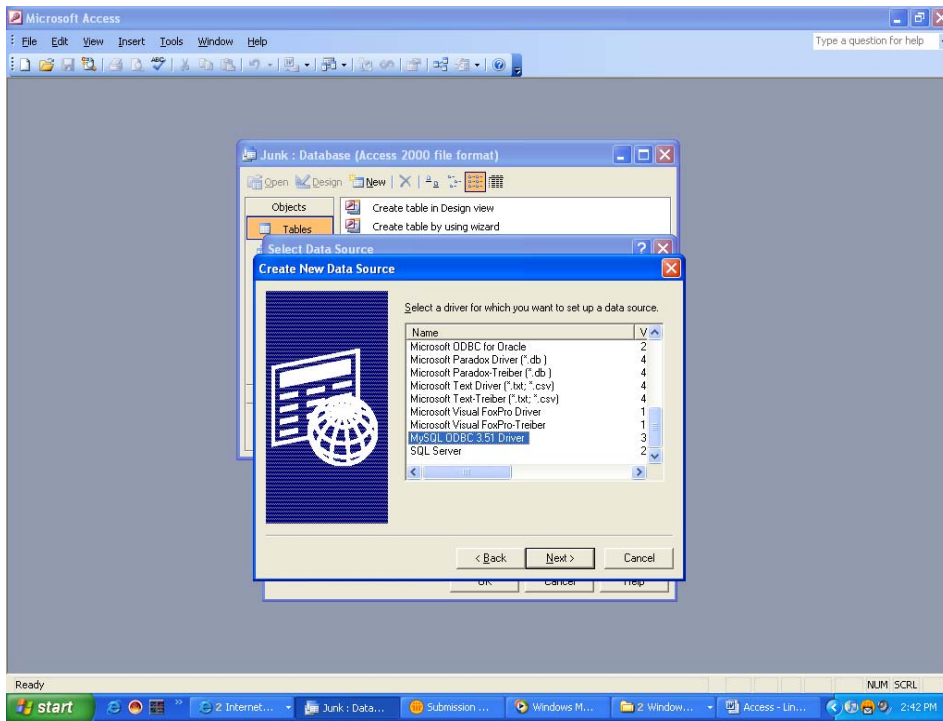 Microsoft Access
File Edit View Insert Tools Window Help
Type a question for help
Junk : Database (Access 2000 file format)
Open Design New
Objects
Create table in Design view
Tables
Create table by using wizard
Select Data Source
Create New Data Source
Select a driver for which you want to set up a data source.
Name V
Microsoft ODBC for Oracle 2
Microsoft Paradox Driver (*.db ) 4
Microsoft Paradox-Treiber (*.db ) 4
Microsoft Text Driver (*.txt; *.csv) 4
Microsoft Text-Treiber (*.txt; *.csv) 4
Microsoft Visual FoxPro Driver 1
Microsoft Visual FoxPro-Treiber 1
MySQL ODBC 3.51 Driver 3
SQL Server 2
< Back Next > Cancel
OK Cancel Help
Ready NUM SCRL
start 2 Internet... Junk : Data... Submission ... Windows M... 2 Window... Access - Lin... 2:42 PM